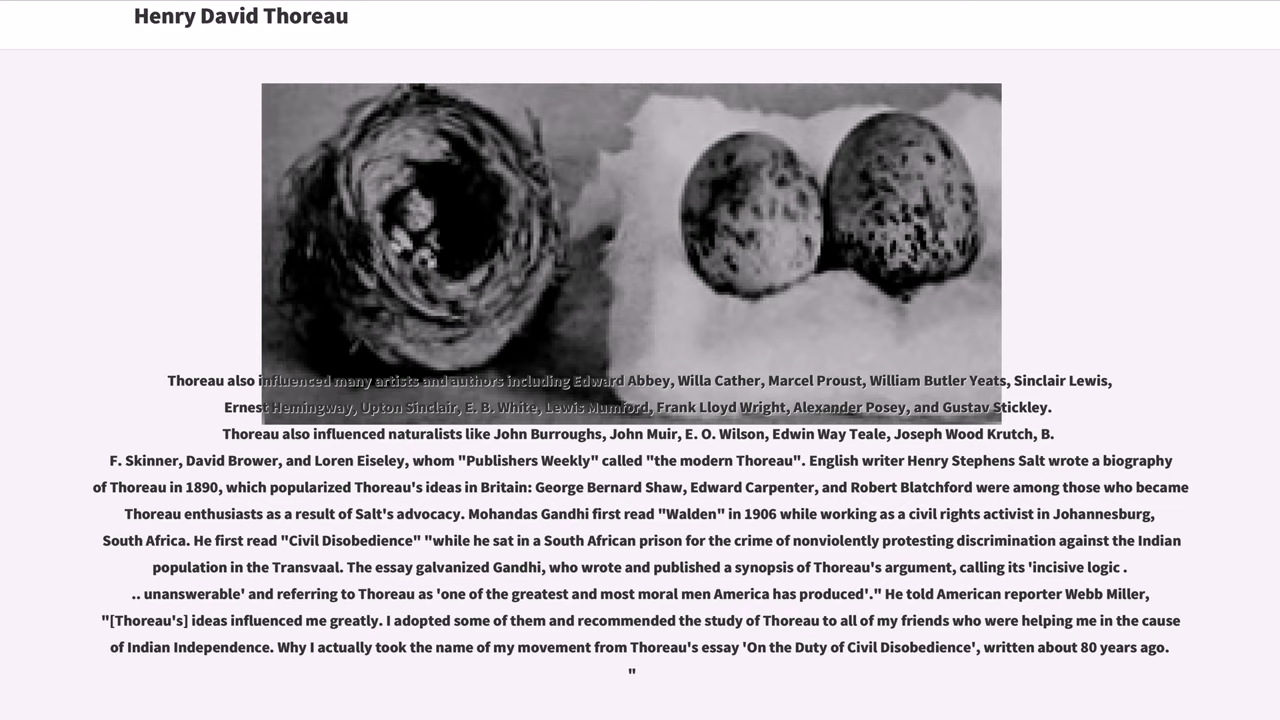 Henry David Thoreau
Thoreau also influenced many artists and authors including Edward Abbey, Willa Cather, Marcel Proust, William Butler Yeats, Sinclair Lewis,
Ernest Hemingway, Upton Sinclair, E. B. White, Lewis Mumford, Frank Lloyd Wright, Alexander Posey, and Gustav Stickley.
Thoreau also influenced naturalists like John Burroughs, John Muir, E. O. Wilson, Edwin Way Teale, Joseph Wood Krutch, B.
F. Skinner, David Brower, and Loren Eiseley, whom "Publishers Weekly" called "the modern Thoreau". English writer Henry Stephens Salt wrote a biography
of Thoreau in 1890, which popularized Thoreau's ideas in Britain: George Bernard Shaw, Edward Carpenter, and Robert Blatchford were among those who became
Thoreau enthusiasts as a result of Salt's advocacy. Mohandas Gandhi first read "Walden" in 1906 while working as a civil rights activist in Johannesburg,
South Africa. He first read "Civil Disobedience" "while he sat in a South African prison for the crime of nonviolently protesting discrimination against the Indian
population in the Transvaal. The essay galvanized Gandhi, who wrote and published a synopsis of Thoreau's argument, calling its 'incisive logic .
.. unanswerable' and referring to Thoreau as 'one of the greatest and most moral men America has produced'." He told American reporter Webb Miller,
"[Thoreau's] ideas influenced me greatly. I adopted some of them and recommended the study of Thoreau to all of my friends who were helping me in the cause
of Indian Independence. Why I actually took the name of my movement from Thoreau's essay 'On the Duty of Civil Disobedience', written about 80 years ago.
"